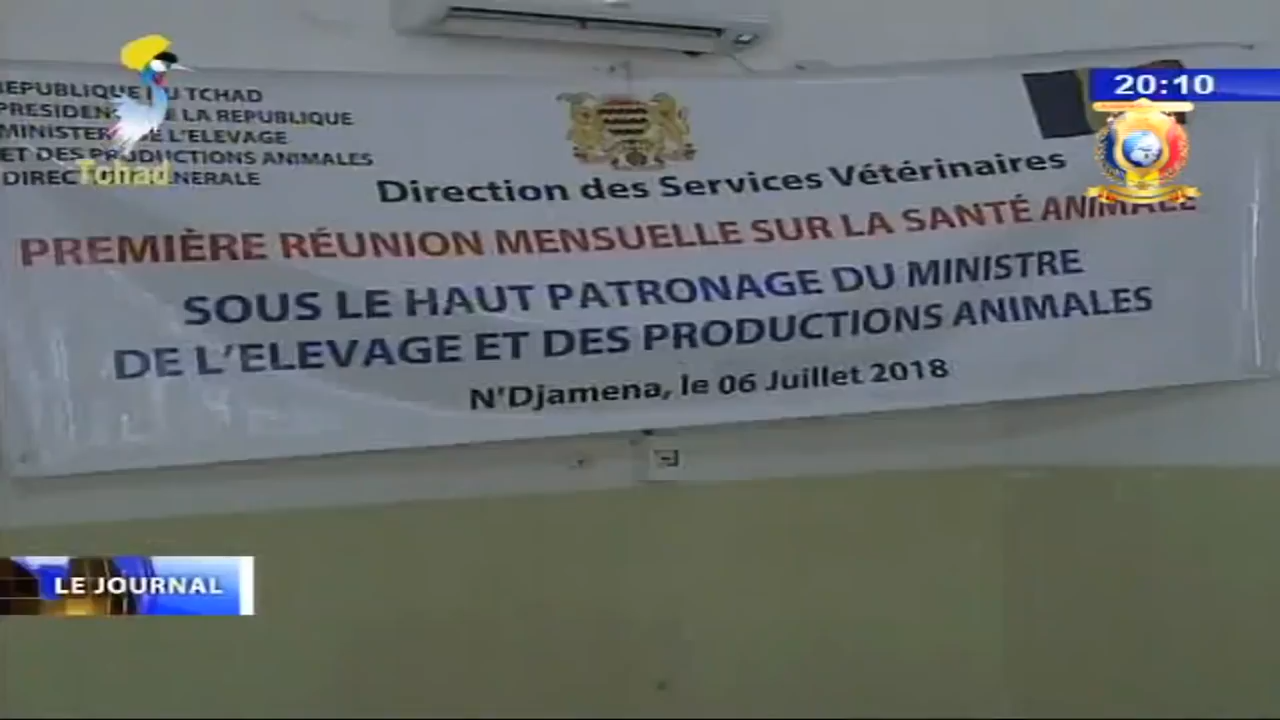 REPUBLIQUE DU TCHAD
PRESIDENCE DE LA REPUBLIQUE
MINISTERE DE L'ELEVAGE
ET DES PRODUCTIONS ANIMALES
DIRECTION GENERALE
Tchad
20:10
Direction des Services Vétérinaires
PREMIÈRE RÉUNION MENSUELLE SUR LA SANTÉ ANIMALE
SOUS LE HAUT PATRONAGE DU MINISTRE
DE L'ELEVAGE ET DES PRODUCTIONS ANIMALES
N'Djamena, le 06 Juillet 2018
LE JOURNAL